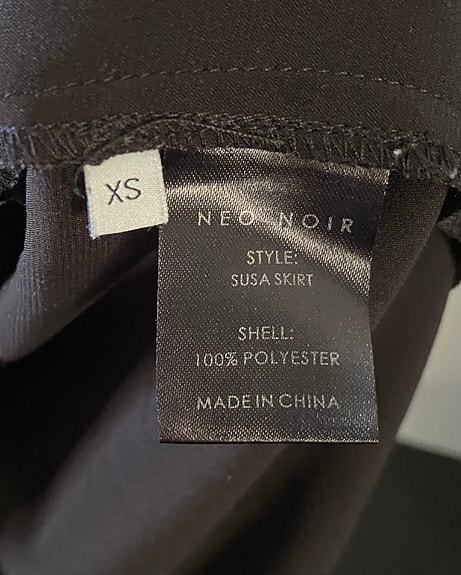 XS
NEO NOIR
STYLE:
SUSA SKIRT
SHELL:
100% POLYESTER
MADE IN CHINA